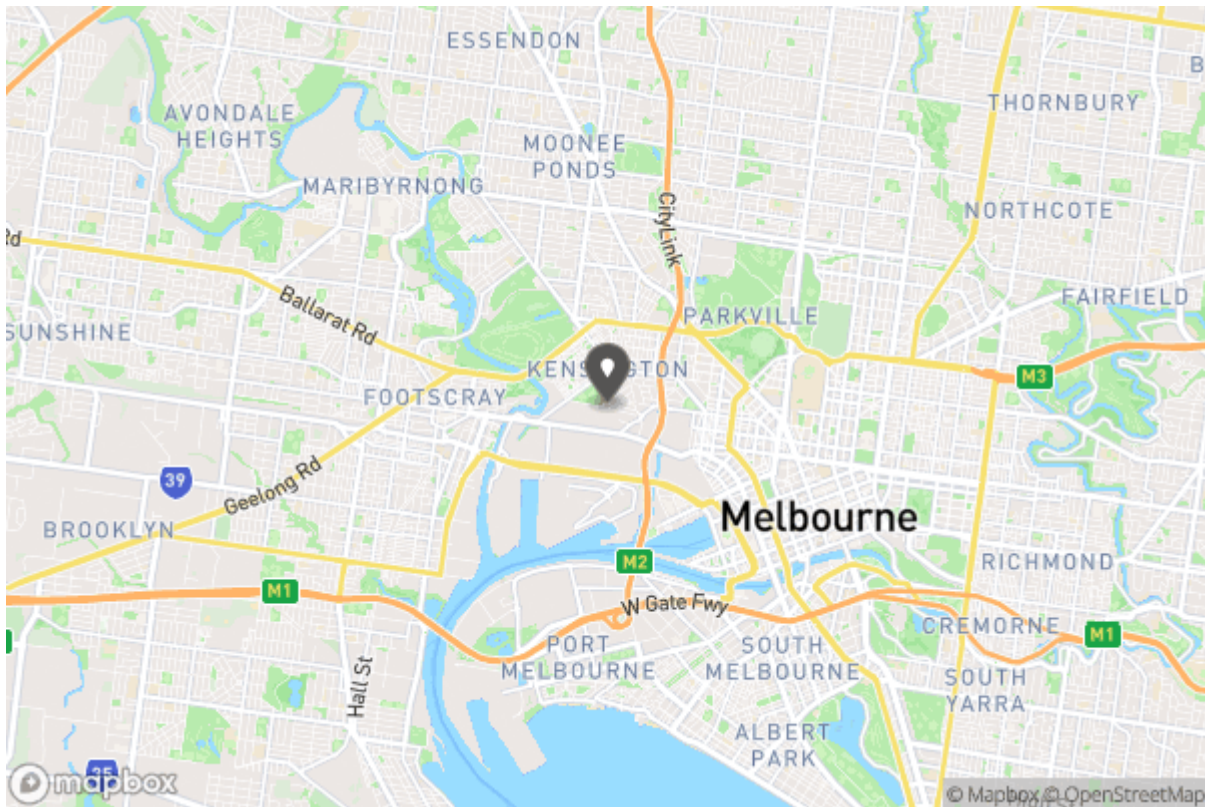 ESSENDON
B
THORNBURY
AVONDALE
HEIGHTS
MOONEE
PONDS
MARIBYRNONG
CityLink
NORTHCOTE
Rd
Ballarat Rd
FAIRFIELD
PARKVILLE
SUNSHINE
M3
FOOTSCRAY
39
Geelong Rd
Melbourne
BROOKLYN
RICHMOND
M2
M1
W Gate Fwy
CREMORNE
M1
PORT
MELBOURNE
SOUTH
MELBOURNE
SOUTH
YARRA
Hall St
ALBERT
PARK
35
mapbox
© Mapbox © OpenStreetMap